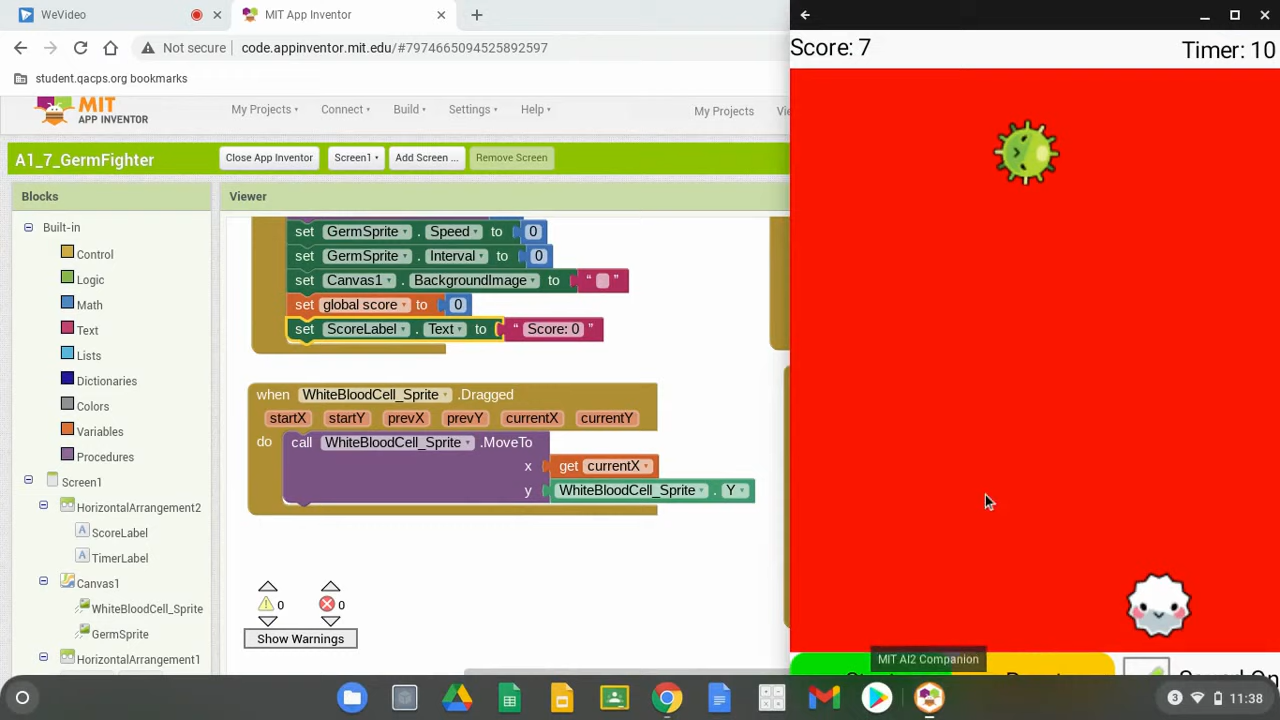 WeVideo
MIT App Inventor
Not secure
code.appinventor.mit.edu/#7974665094525892597
student.qacps.org bookmarks
MIT
APP INVENTOR
My Projects
Connect
Build
Settings
Help
My Projects
A1_7_GermFighter
Close App Inventor
Screen1
Add Screen ...
Remove Screen
Blocks
Viewer
Built-in
Control
Logic
Math
Text
Lists
Dictionaries
Colors
Variables
Procedures
Screen1
HorizontalArrangement2
ScoreLabel
TimerLabel
Canvas1
WhiteBloodCell_Sprite
GermSprite
HorizontalArrangement1
set GermSprite . Speed to 0
set GermSprite . Interval to 0
set Canvas1 . BackgroundImage to “ ”
set global score to 0
set ScoreLabel . Text to “ Score: 0 ”
when WhiteBloodCell_Sprite .Dragged
startX startY prevX prevY currentX currentY
do call WhiteBloodCell_Sprite .MoveTo
x get currentX
y WhiteBloodCell_Sprite . Y
0 0
Show Warnings
Score: 7
Timer: 10
MIT AI2 Companion
3 11:38